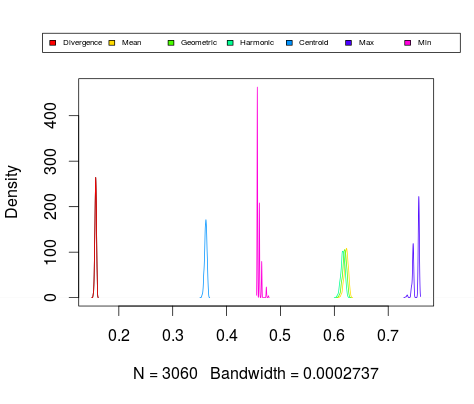 Divergence Mean Geometric Harmonic Centroid Max Min
Density
400
300
200
100
0
0.2 0.3 0.4 0.5 0.6 0.7
N = 3060 Bandwidth = 0.0002737